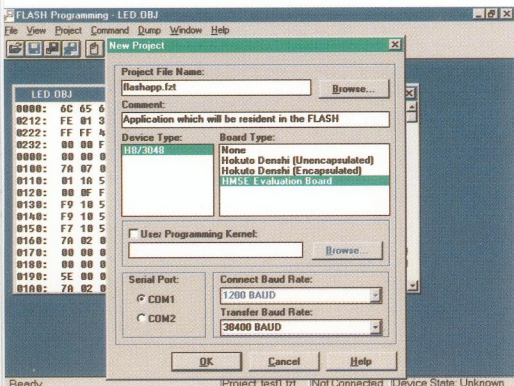 FLASH Programming - LED.OBJ
File View Project Command Dump Window Help
New Project
Project File Name:
flashapp.fzt
Browse...
Comment:
Application which will be resident in the FLASH
Device Type:
H8/3048
Board Type:
None
Hokuto Denshi (Unencapsulated)
Hokuto Denshi (Encapsulated)
HMSE Evaluation Board
User Programming Kernel:
Browse...
Serial Port:
COM1
COM2
Connect Baud Rate:
1200 BAUD
Transfer Baud Rate:
38400 BAUD
OK Cancel Help
LED OBJ
0000: 6C 65 6
0212: FE 01 3
0222: FF FF
0232: 00 00 F
0000: 00 00 0
0100: 7A 07 0
0110: 01 1A 5
0120: 00 0F F
0130: F9 10 5
0140: F9 10 5
0150: F7 10 5
0160: 7A 02 0
0170: 00 00 0
0180: 00 00 0
0190: 5E 00 0
01A0: 7A 02 0
Ready Project test1.fzt Not Connected Device State: Unknown